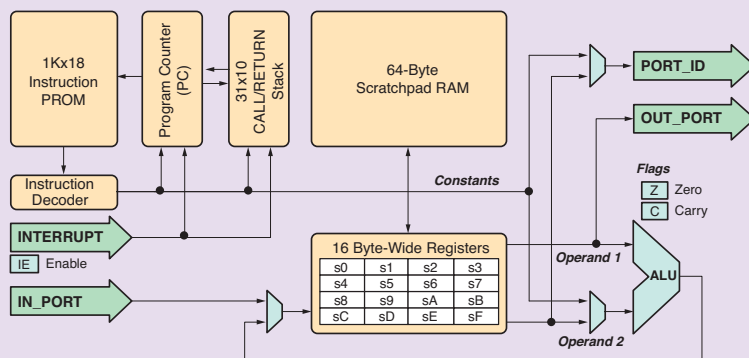 1Kx18
Instruction
PROM
Program Counter
(PC)
31x10
CALL/RETURN
Stack
64-Byte
Scratchpad RAM
PORT_ID
OUT_PORT
Instruction
Decoder
Constants
Flags
Z Zero
C Carry
INTERRUPT
IE Enable
16 Byte-Wide Registers
s0 s1 s2 s3
s4 s5 s6 s7
s8 s9 sA sB
sC sD sE sF
Operand 1
ALU
IN_PORT
Operand 2